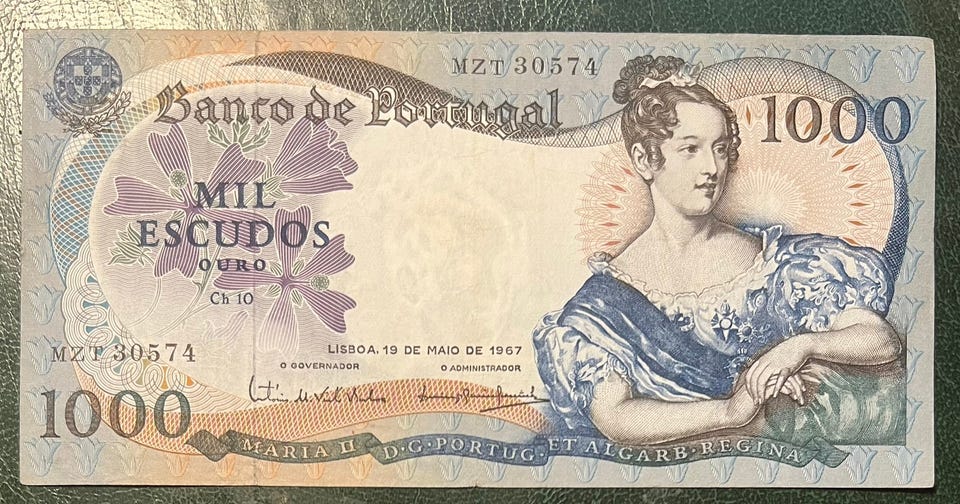 MZT 30574
Banco de Portugal
1000
MIL
ESCUDOS
OURO
Ch 10
LISBOA, 19 DE MAIO DE 1967
MZT 30574
O GOVERNADOR
O ADMINISTRADOR
1000
MARIA II D·G·PORTUG·ET ALGARB·REGINA